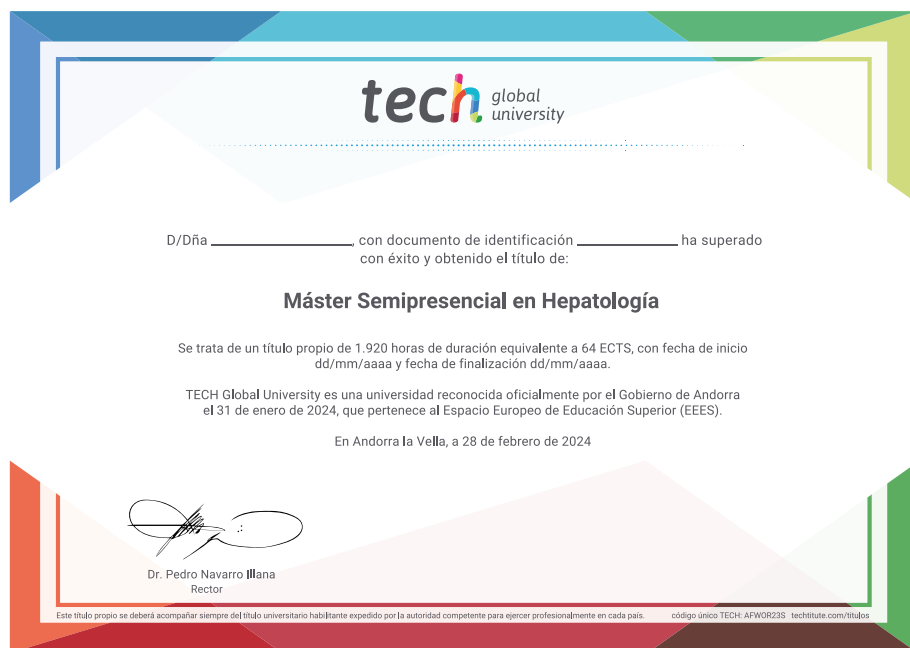 tech global university
D/Dña ______________, con documento de identificación __________ ha superado
con éxito y obtenido el título de:
Máster Semipresencial en Hepatología
Se trata de un título propio de 1.920 horas de duración equivalente a 64 ECTS, con fecha de inicio
dd/mm/aaaa y fecha de finalización dd/mm/aaaa.
TECH Global University es una universidad reconocida oficialmente por el Gobierno de Andorra
el 31 de enero de 2024, que pertenece al Espacio Europeo de Educación Superior (EEES).
En Andorra la Vella, a 28 de febrero de 2024
Dr. Pedro Navarro Illana
Rector
Este título propio se deberá acompañar siempre del título universitario habilitante expedido por la autoridad competente para ejercer profesionalmente en cada país. código único TECH: AFWOR23S techtitute.com/titulos